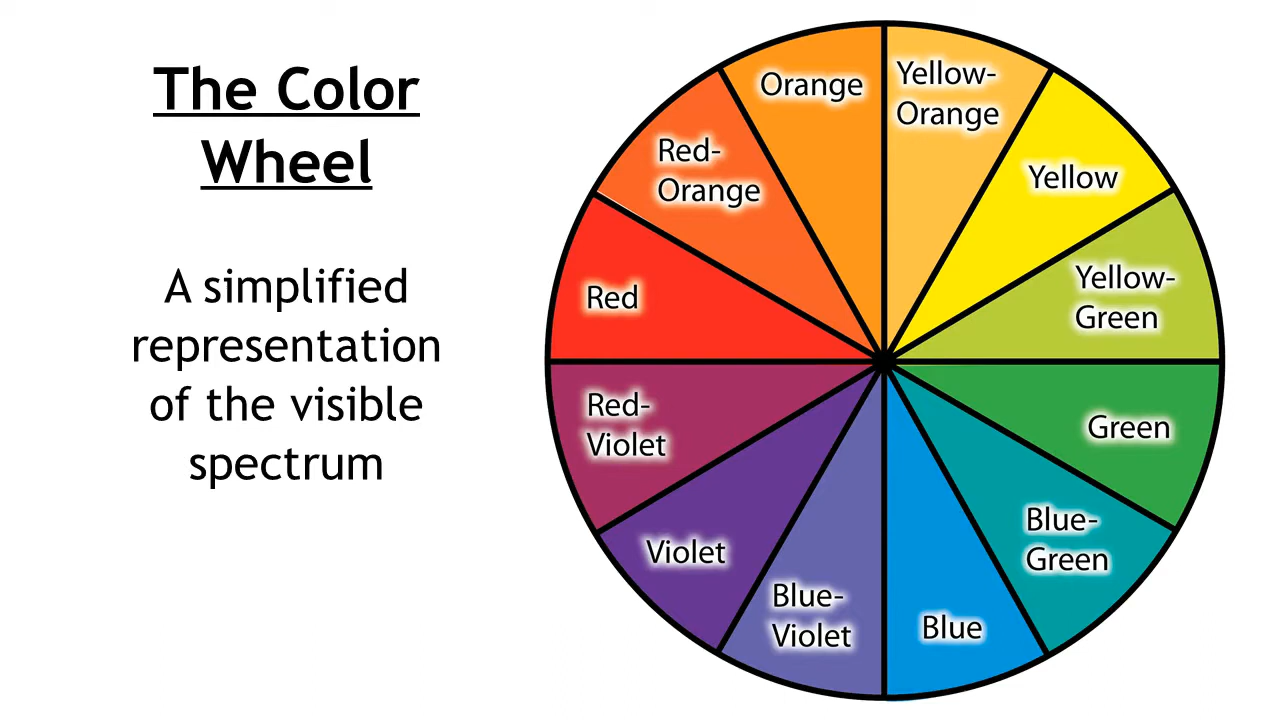 The Color
Wheel
A simplified
representation
of the visible
spectrum
Orange
Yellow-
Orange
Red-
Orange
Yellow
Red
Yellow-
Green
Red-
Violet
Green
Blue-
Green
Violet
Blue-
Violet
Blue